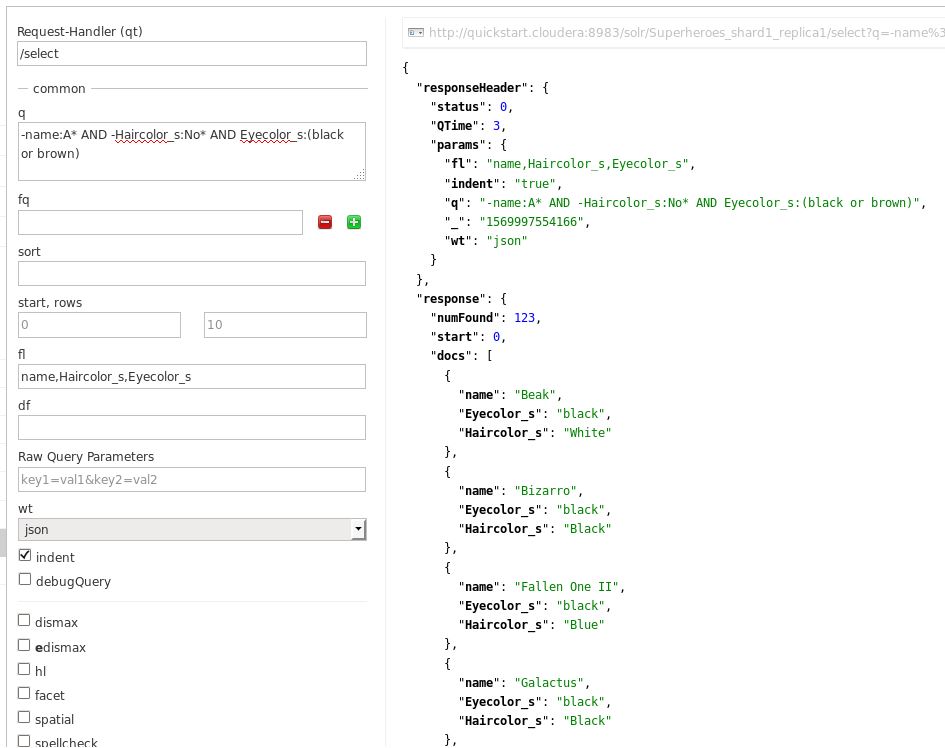 Request-Handler (qt)
/select
common
q
-name:A* AND -Haircolor_s:No* AND Eyecolor_s:(black
or brown)
fq
sort
start, rows
0 10
fl
name,Haircolor_s,Eyecolor_s
df
Raw Query Parameters
key1=val1&key2=val2
wt
json
indent
debugQuery
dismax
edismax
hl
facet
spatial
spellcheck
http://quickstart.cloudera:8983/solr/Superheroes_shard1_replica1/select?q=-name%3
{
"responseHeader": {
"status": 0,
"QTime": 3,
"params": {
"fl": "name,Haircolor_s,Eyecolor_s",
"indent": "true",
"q": "-name:A* AND -Haircolor_s:No* AND Eyecolor_s:(black or brown)",
"_": "1569997554166",
"wt": "json"
}
},
"response": {
"numFound": 123,
"start": 0,
"docs": [
{
"name": "Beak",
"Eyecolor_s": "black",
"Haircolor_s": "White"
},
{
"name": "Bizarro",
"Eyecolor_s": "black",
"Haircolor_s": "Black"
},
{
"name": "Fallen One II",
"Eyecolor_s": "black",
"Haircolor_s": "Blue"
},
{
"name": "Galactus",
"Eyecolor_s": "black",
"Haircolor_s": "Black"
},